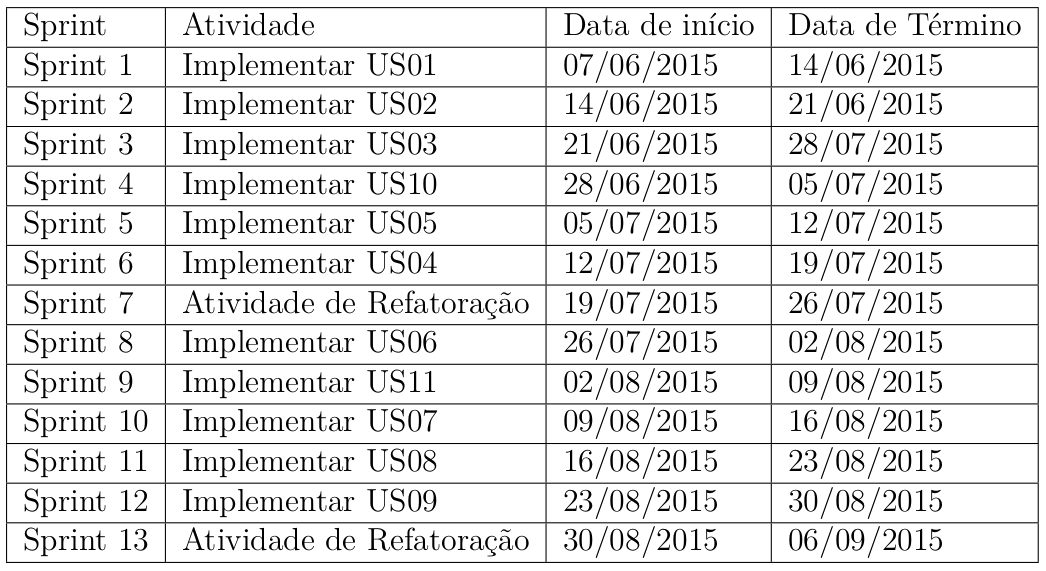 Sprint Atividade Data de início Data de Término
Sprint 1 Implementar US01 07/06/2015 14/06/2015
Sprint 2 Implementar US02 14/06/2015 21/06/2015
Sprint 3 Implementar US03 21/06/2015 28/07/2015
Sprint 4 Implementar US10 28/06/2015 05/07/2015
Sprint 5 Implementar US05 05/07/2015 12/07/2015
Sprint 6 Implementar US04 12/07/2015 19/07/2015
Sprint 7 Atividade de Refatoração 19/07/2015 26/07/2015
Sprint 8 Implementar US06 26/07/2015 02/08/2015
Sprint 9 Implementar US11 02/08/2015 09/08/2015
Sprint 10 Implementar US07 09/08/2015 16/08/2015
Sprint 11 Implementar US08 16/08/2015 23/08/2015
Sprint 12 Implementar US09 23/08/2015 30/08/2015
Sprint 13 Atividade de Refatoração 30/08/2015 06/09/2015